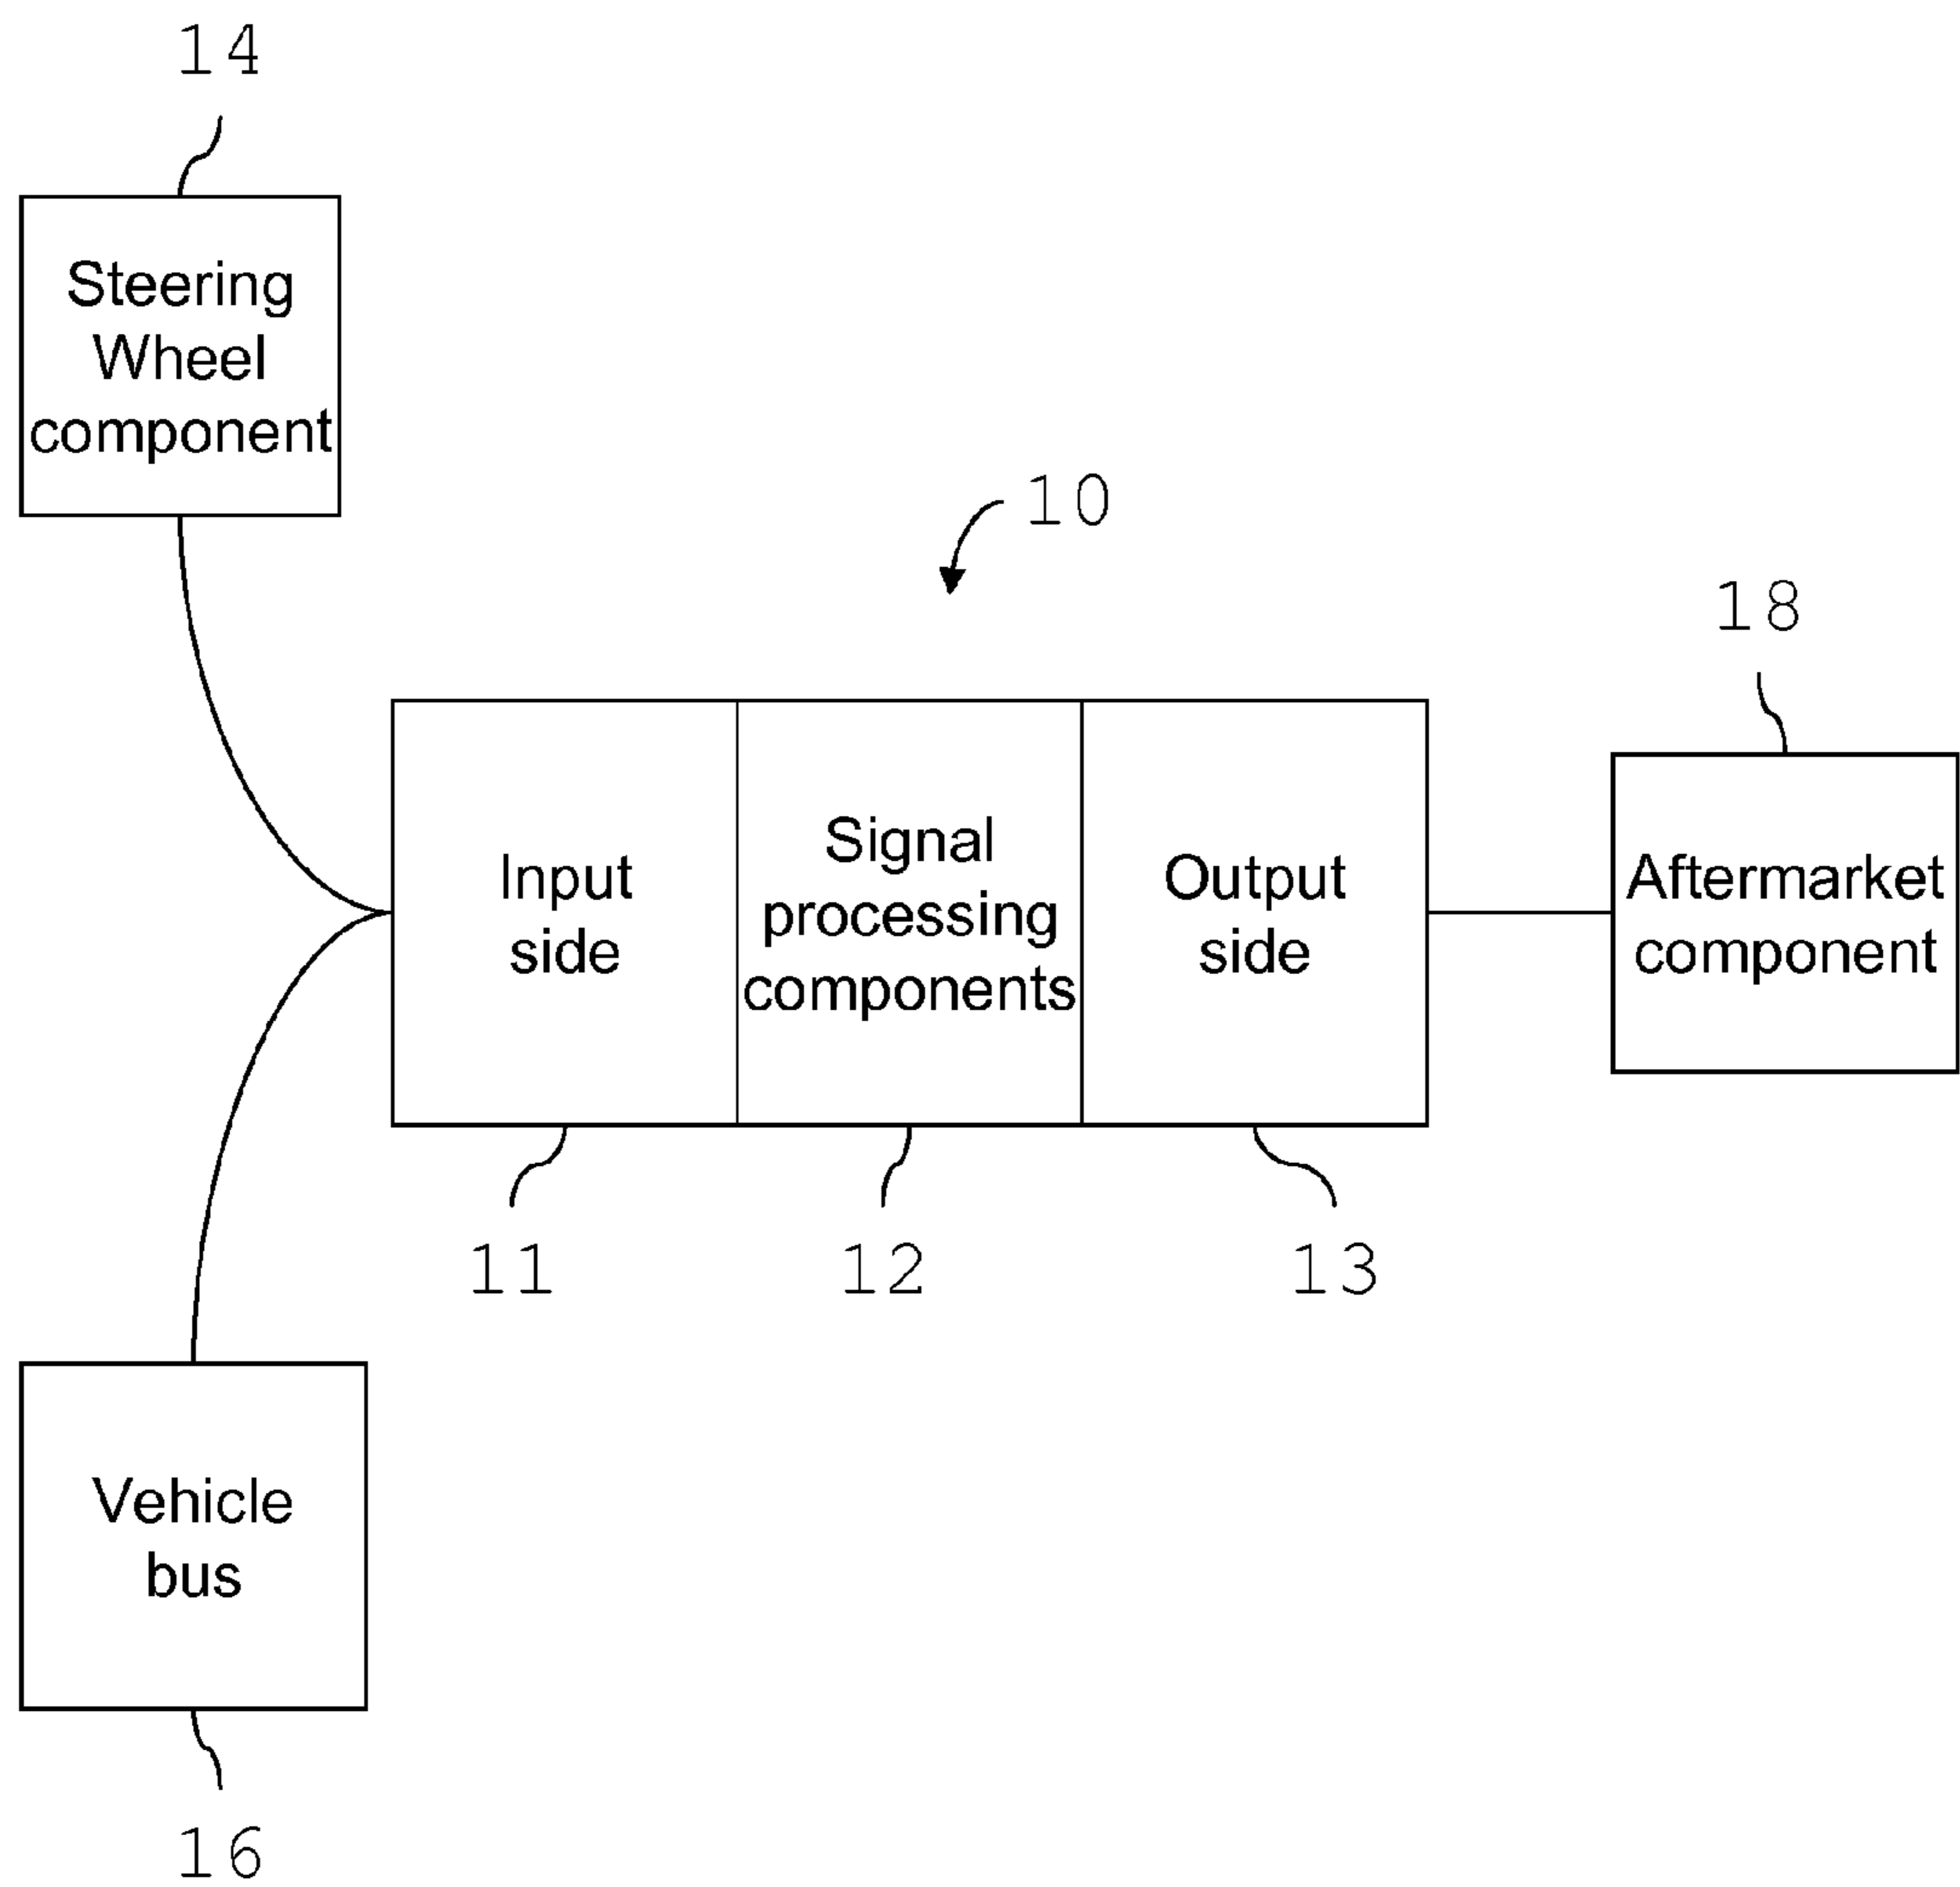 14
Steering
Wheel
component
10
18
Input
side
Signal
processing
components
Output
side
Aftermarket
component
11
12
13
Vehicle
bus
16